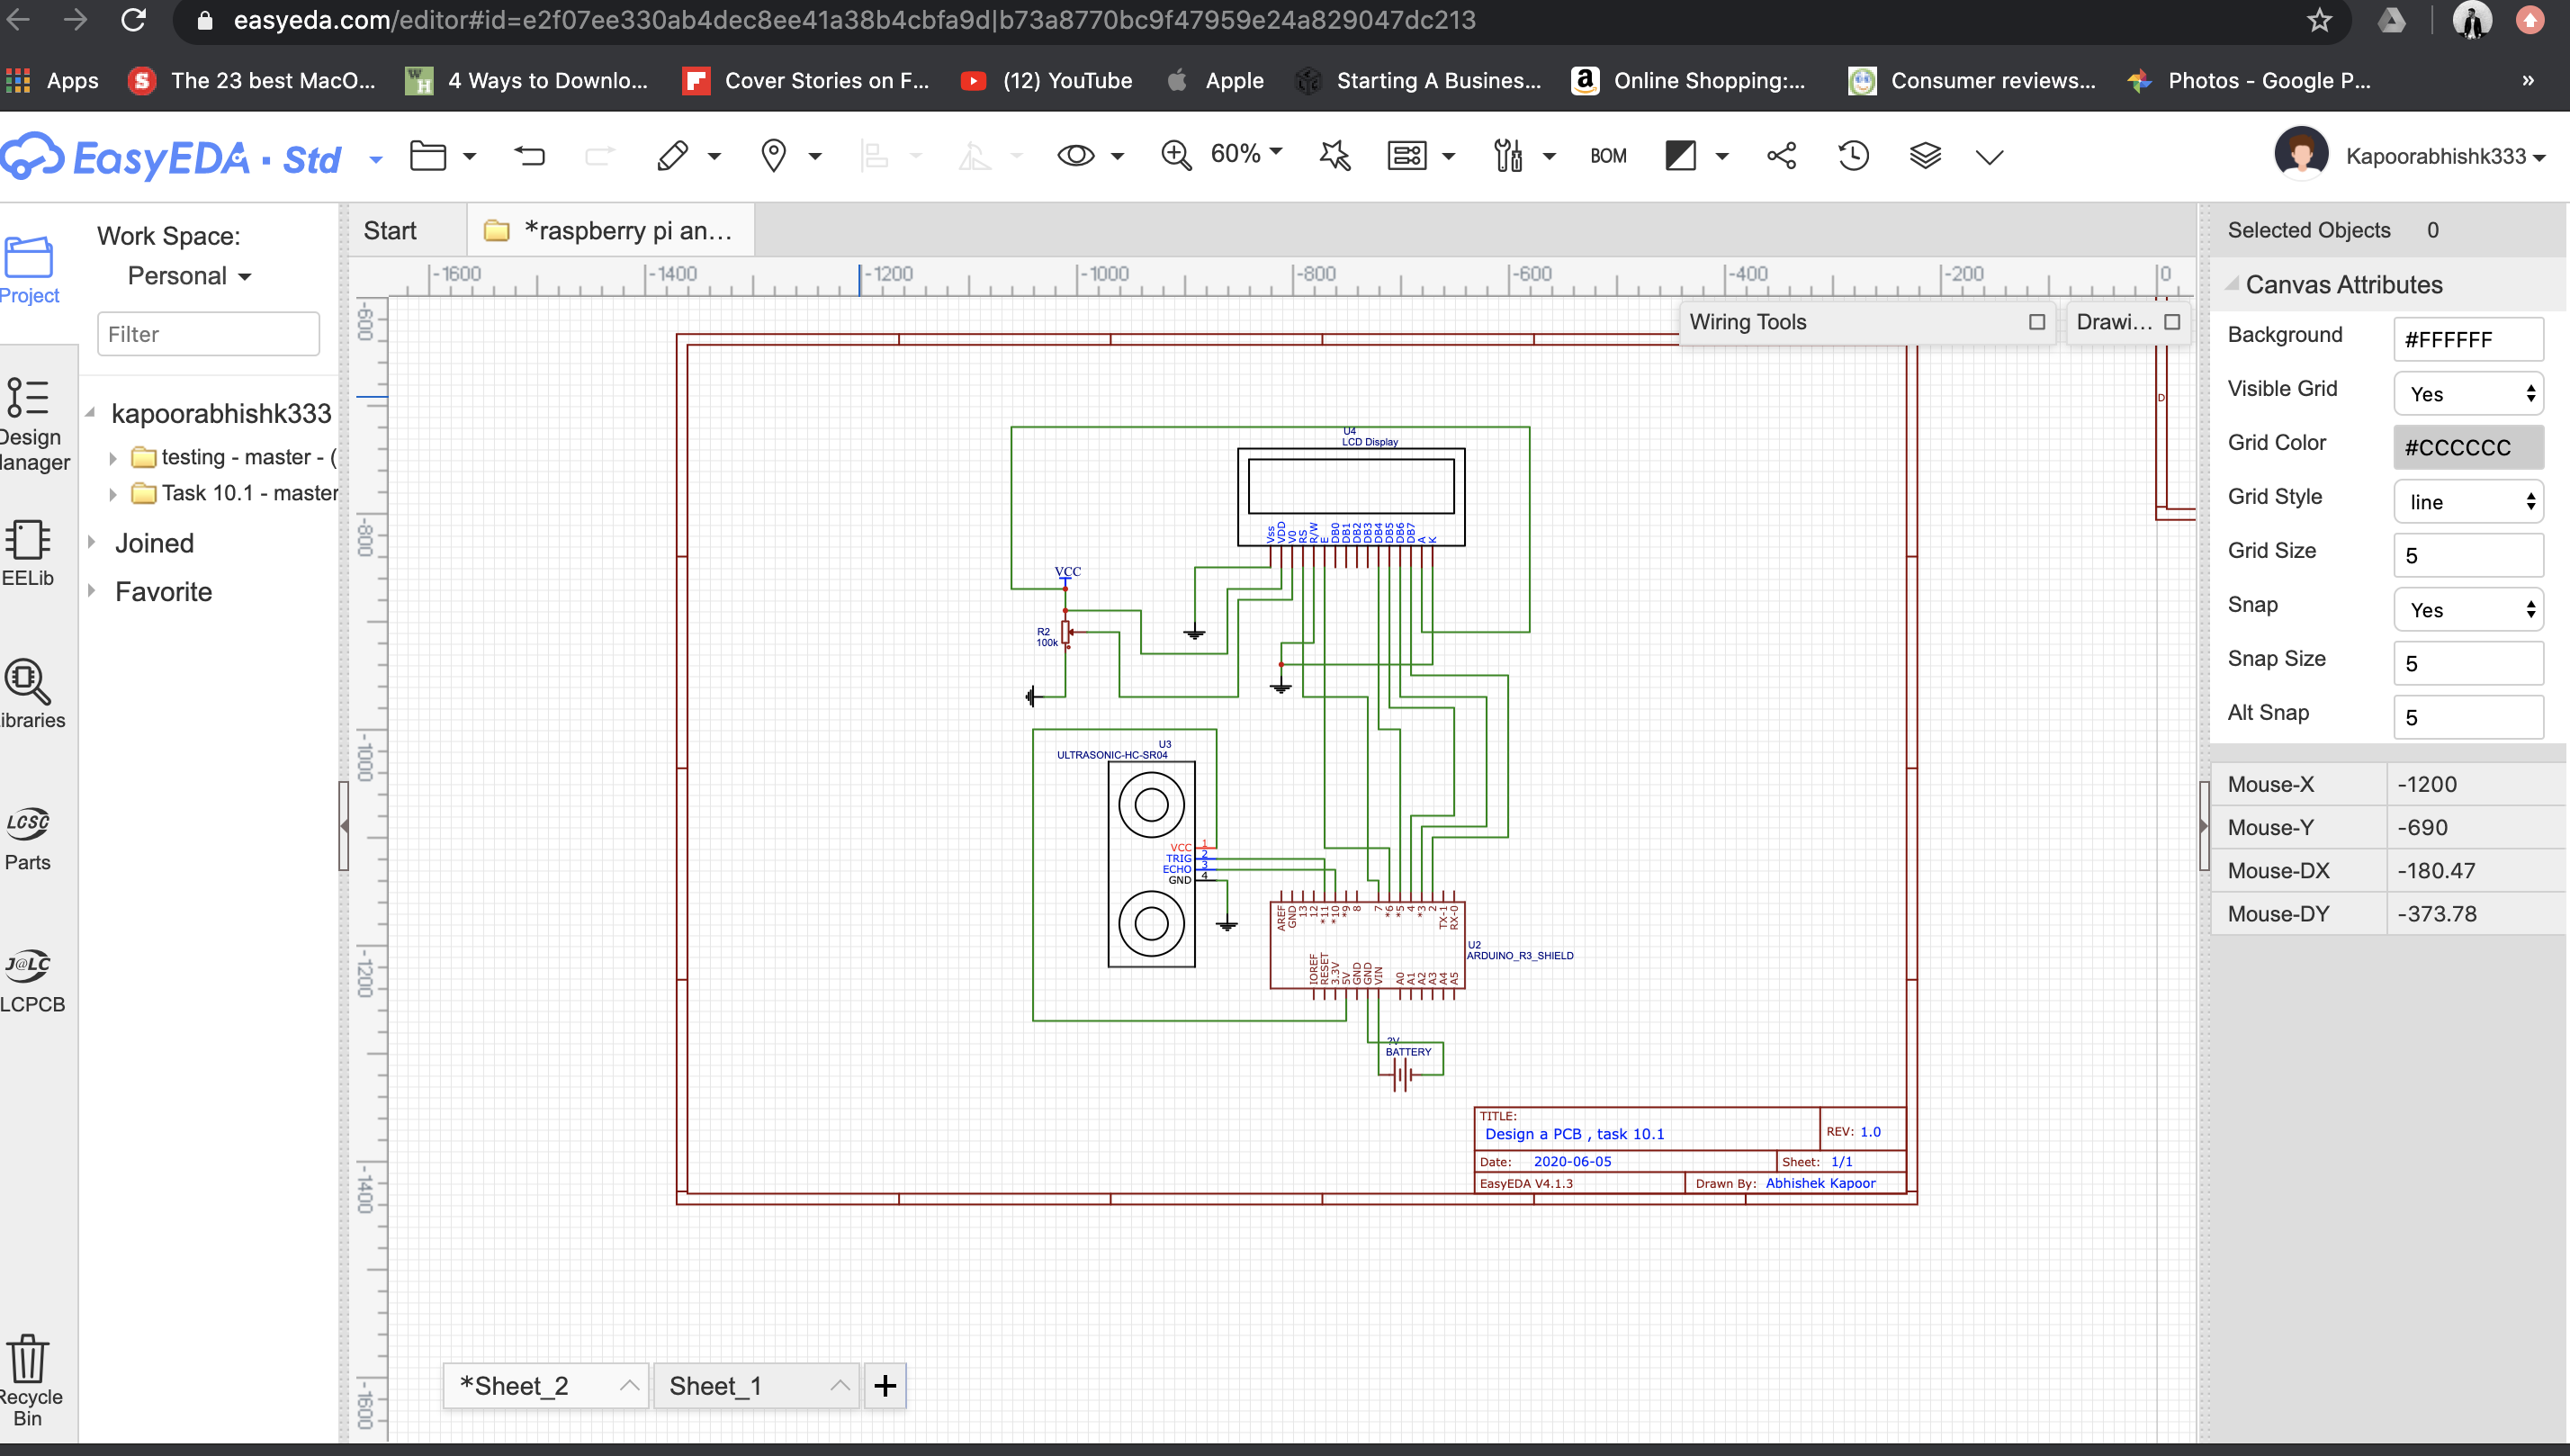 easyeda.com/editor#id=e2f07ee330ab4dec8ee41a38b4cbfa9d|b73a8770bc9f47959e24a829047dc213
Apps The 23 best MacO... 4 Ways to Downlo... Cover Stories on F... (12) YouTube Apple Starting A Busines... Online Shopping:... Consumer reviews... Photos - Google P... »
EasyEDA · Std 60% BOM Kapoorabhishk333
Project
Design
anager
EELib
ibraries
LCSC
Parts
J@LC
LCPCB
Recycle
Bin
Work Space:
Personal
Filter
kapoorabhishk333
testing - master - (
Task 10.1 - master
Joined
Favorite
Start *raspberry pi an...
-1600 -1400 -1200 -1000 -800 -600 -400 -200 0
-600
-800
-1000
-1200
-1400
-1600
Wiring Tools Drawi...
D
U4
LCD Display
Vss VDD V0 RS R/W E DB0 DB1 DB2 DB3 DB4 DB5 DB6 DB7 A K
VCC
R2
100k
U3
ULTRASONIC-HC-SR04
VCC 1
TRIG 2
ECHO 3
GND 4
AREF GND 13 12 *11 *10 *9 8 7 *6 *5 4 *3 2 TX-1 RX-0
U2
ARDUINO_R3_SHIELD
IOREF RESET 3.3V 5V GND GND VIN A0 A1 A2 A3 A4 A5
?V
BATTERY
TITLE:
Design a PCB , task 10.1
REV: 1.0
Date: 2020-06-05
Sheet: 1/1
EasyEDA V4.1.3
Drawn By: Abhishek Kapoor
*Sheet_2 Sheet_1 +
Selected Objects 0
Canvas Attributes
Background #FFFFFF
Visible Grid Yes
Grid Color #CCCCCC
Grid Style line
Grid Size 5
Snap Yes
Snap Size 5
Alt Snap 5
Mouse-X -1200
Mouse-Y -690
Mouse-DX -180.47
Mouse-DY -373.78